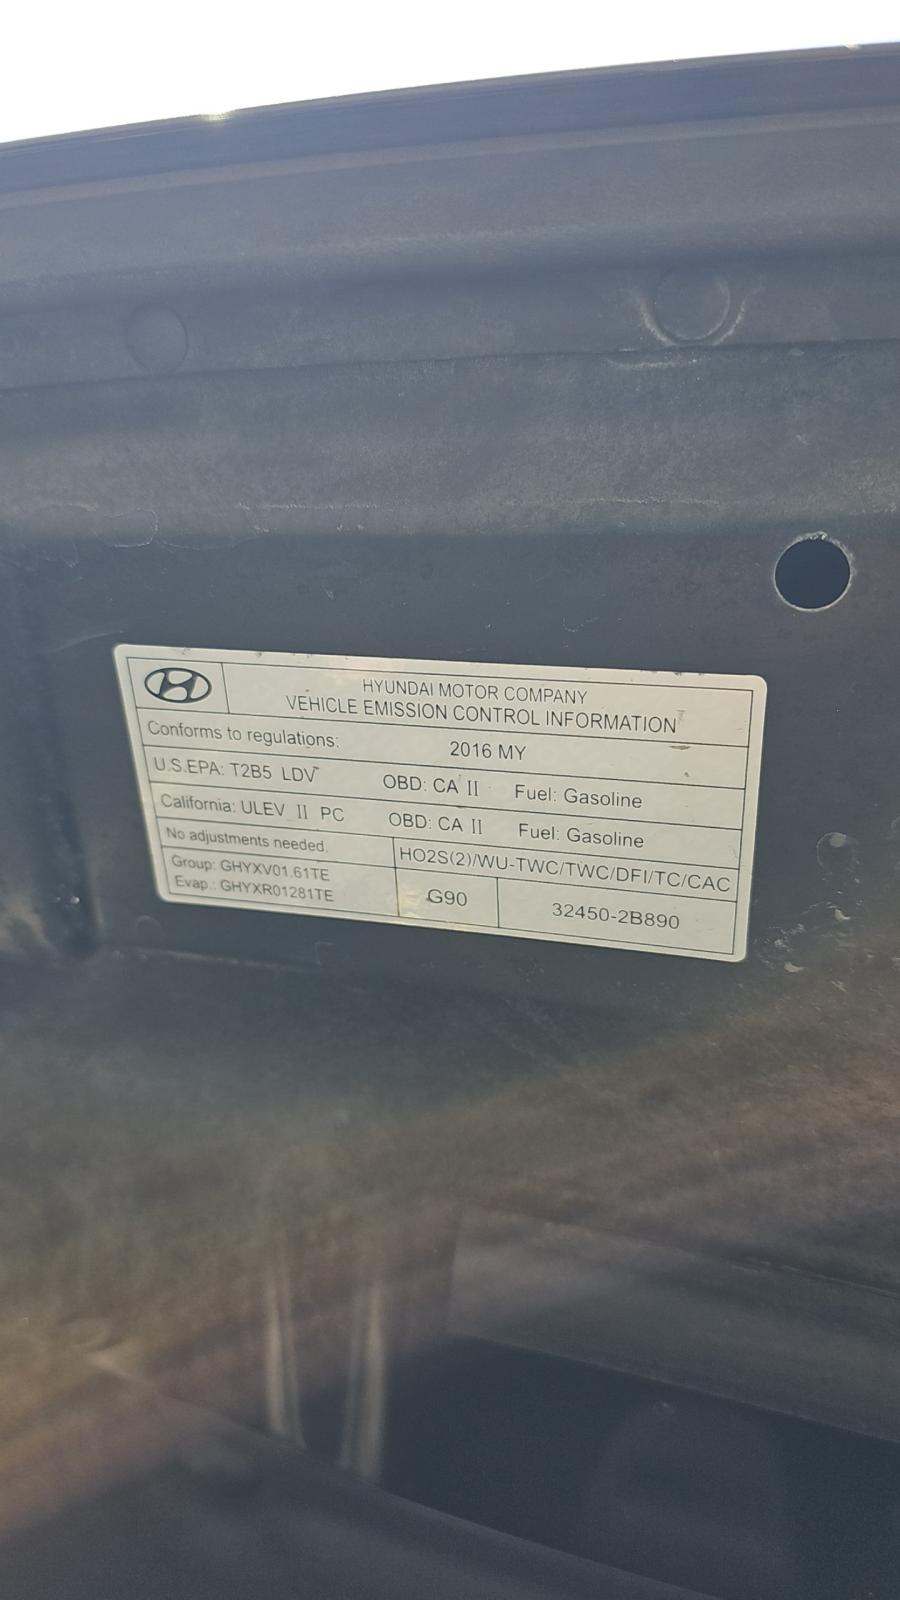 HYUNDAI MOTOR COMPANY
VEHICLE EMISSION CONTROL INFORMATION
Conforms to regulations: 2016 MY
U.S.EPA: T2B5 LDV OBD: CA II Fuel: Gasoline
California: ULEV II PC OBD: CA II Fuel: Gasoline
No adjustments needed
HO2S(2)/WU-TWC/TWC/DFI/TC/CAC
Group: GHYXV01.61TE
Evap.: GHYXR01281TE
G90
32450-2B890